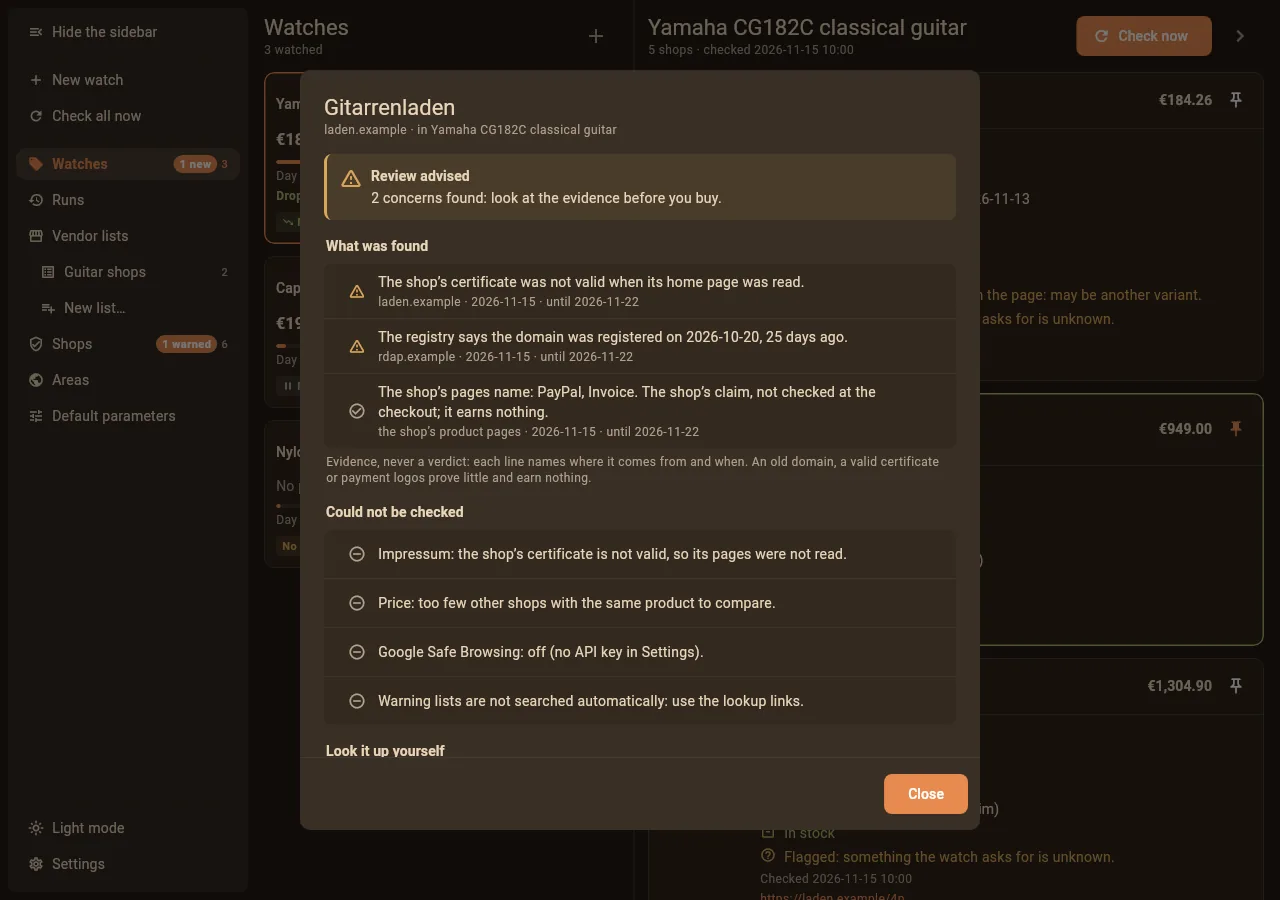 Hide the sidebar
New watch
Check all now
Watches
1 new
3
Runs
Vendor lists
Guitar shops
2
New list…
Shops
1 warned
6
Areas
Default parameters
Light mode
Settings
Watches
3 watched
Day
Day
No
Day
No
Yamaha CG182C classical guitar
5 shops · checked 2026-11-15 10:00
Check now
Gitarrenladen
laden.example · in Yamaha CG182C classical guitar
Review advised
2 concerns found: look at the evidence before you buy.
What was found
The shop’s certificate was not valid when its home page was read.
laden.example · 2026-11-15 · until 2026-11-22
The registry says the domain was registered on 2026-10-20, 25 days ago.
rdap.example · 2026-11-15 · until 2026-11-22
The shop’s pages name: PayPal, Invoice. The shop’s claim, not checked at the
checkout; it earns nothing.
the shop’s product pages · 2026-11-15 · until 2026-11-22
Evidence, never a verdict: each line names where it comes from and when. An old domain, a valid certificate
or payment logos prove little and earn nothing.
Could not be checked
Impressum: the shop’s certificate is not valid, so its pages were not read.
Price: too few other shops with the same product to compare.
Google Safe Browsing: off (no API key in Settings).
Warning lists are not searched automatically: use the lookup links.
Look it up yourself
Close
€184.26
6-11-13
the page: may be another variant.
asks for is unknown.
€949.00
€1,304.90
In stock
Flagged: something the watch asks for is unknown.
Checked 2026-11-15 10:00
https://laden.example/4p